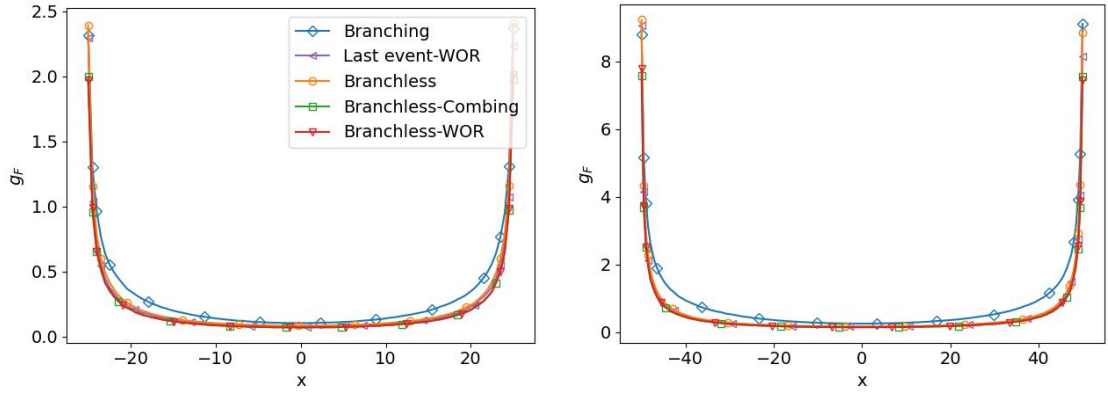 2.5
2.0
1.5
1.0
0.5
0.0
g_F
−20
−10
0
10
20
x
Branching
Last event-WOR
Branchless
Branchless-Combing
Branchless-WOR
8
6
4
2
0
g_F
−40
−20
0
20
40
x